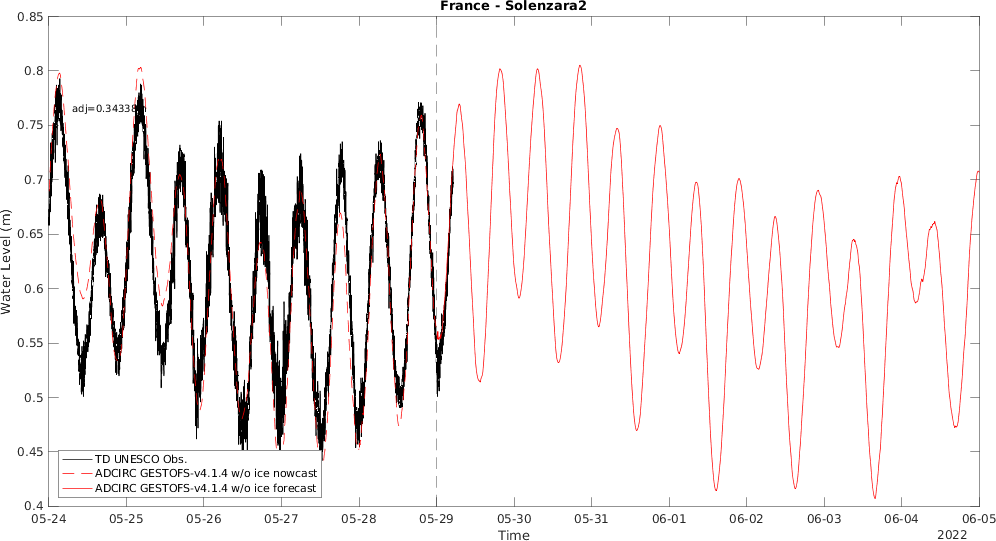 France - Solenzara2
0.85
0.8
0.75
0.7
0.65
0.6
0.55
0.5
0.45
0.4
Water Level (m)
adj=0.34338
TD UNESCO Obs.
ADCIRC GESTOFS-v4.1.4 w/o ice nowcast
ADCIRC GESTOFS-v4.1.4 w/o ice forecast
05-24 05-25 05-26 05-27 05-28 05-29 05-30 05-31 06-01 06-02 06-03 06-04 06-05
Time
2022